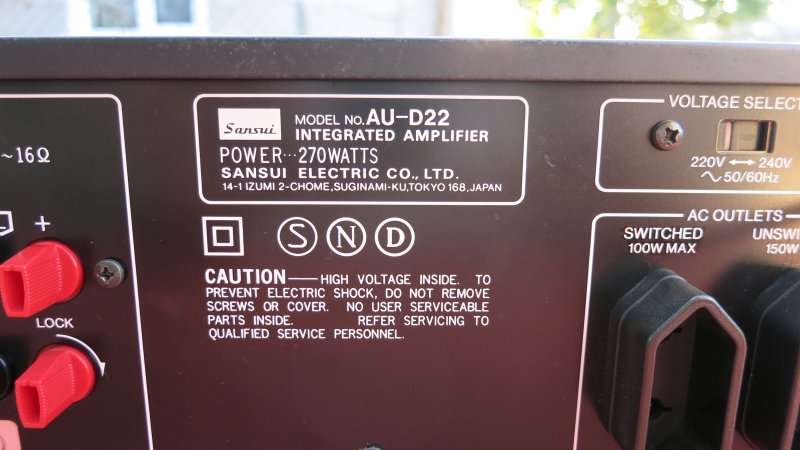 ~16Ω
+
LOCK
Sansui
MODEL NO. AU-D22
INTEGRATED AMPLIFIER
POWER···270WATTS
SANSUI ELECTRIC CO., LTD.
14-1 IZUMI 2-CHOME, SUGINAMI-KU, TOKYO 168, JAPAN
S N D
CAUTION—HIGH VOLTAGE INSIDE. TO
PREVENT ELECTRIC SHOCK, DO NOT REMOVE
SCREWS OR COVER. NO USER SERVICEABLE
PARTS INSIDE. REFER SERVICING TO
QUALIFIED SERVICE PERSONNEL.
VOLTAGE SELECT
220V ↔ 240V
∿50/60Hz
AC OUTLETS
SWITCHED
100W MAX
UNSW
150W